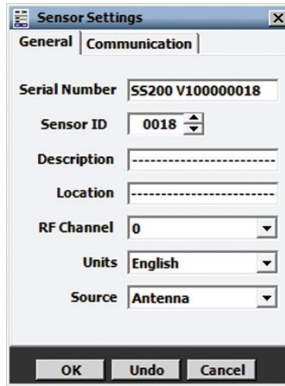 Sensor Settings
General Communication
Serial Number SS200 V100000018
Sensor ID 0018
Description ------------------------
Location ------------------------
RF Channel 0
Units English
Source Antenna
OK Undo Cancel